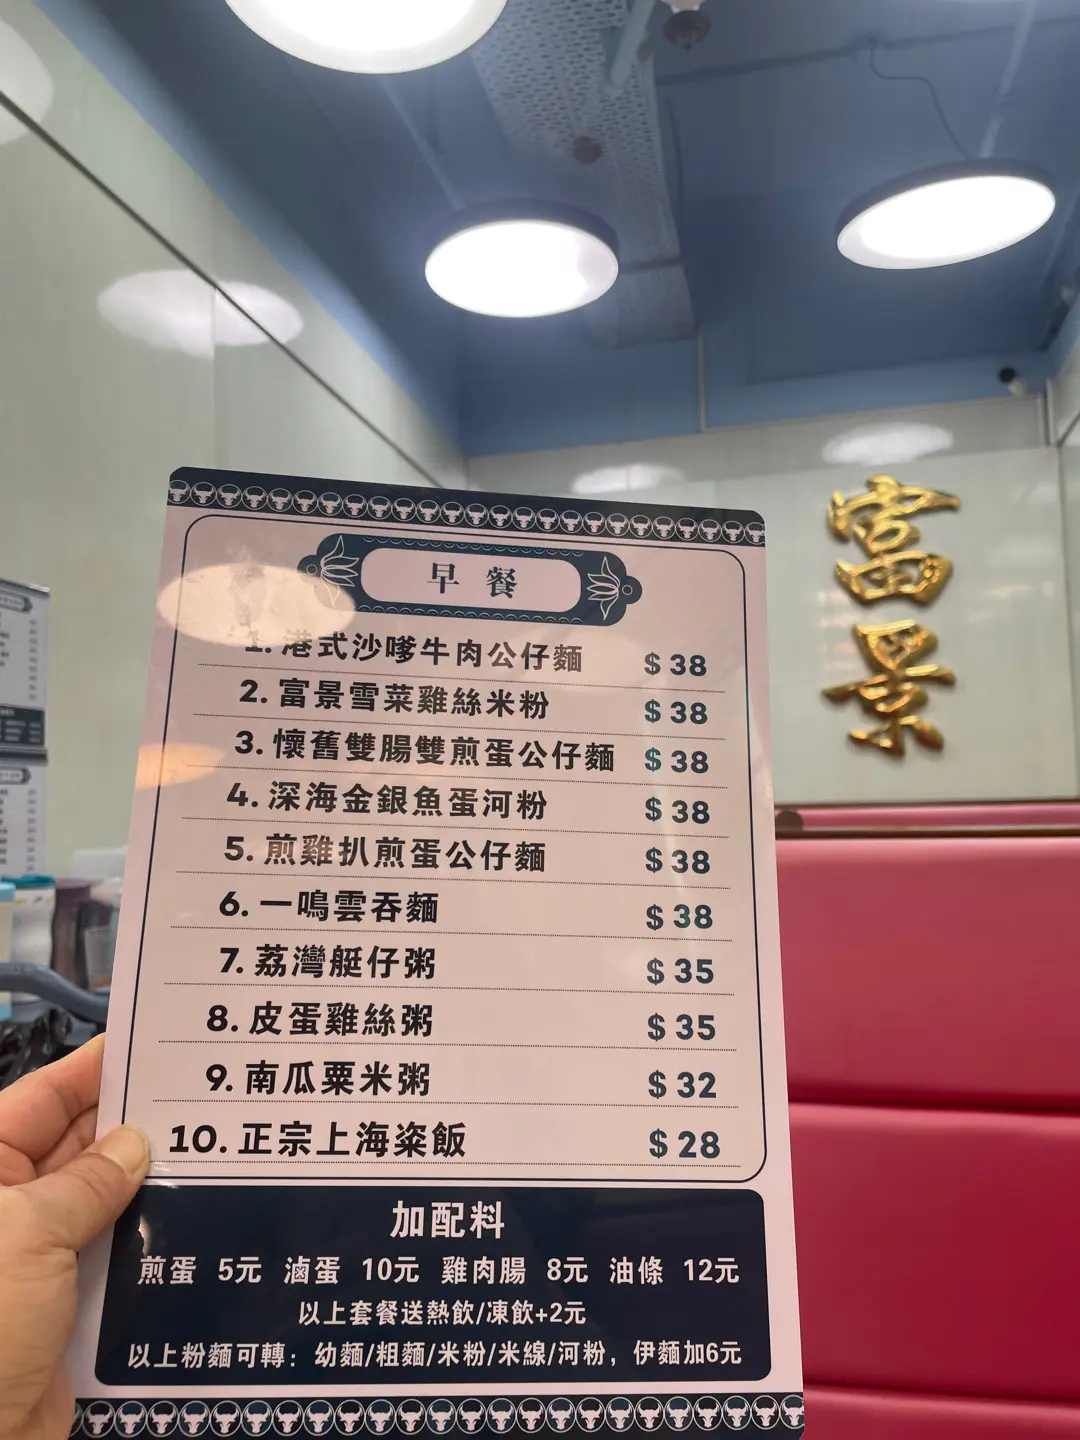 富景
早餐
1. 港式沙嗲牛肉公仔麵 $38
2. 富景雪菜雞絲米粉 $38
3. 懷舊雙腸雙煎蛋公仔麵 $38
4. 深海金銀魚蛋河粉 $38
5. 煎雞扒煎蛋公仔麵 $38
6. 一鳴雲吞麵 $38
7. 荔灣艇仔粥 $35
8. 皮蛋雞絲粥 $35
9. 南瓜粟米粥 $32
10. 正宗上海粢飯 $28
加配料
煎蛋 5元 滷蛋 10元 雞肉腸 8元 油條 12元
以上套餐送熱飲/凍飲+2元
以上粉麵可轉：幼麵/粗麵/米粉/米線/河粉，伊麵加6元